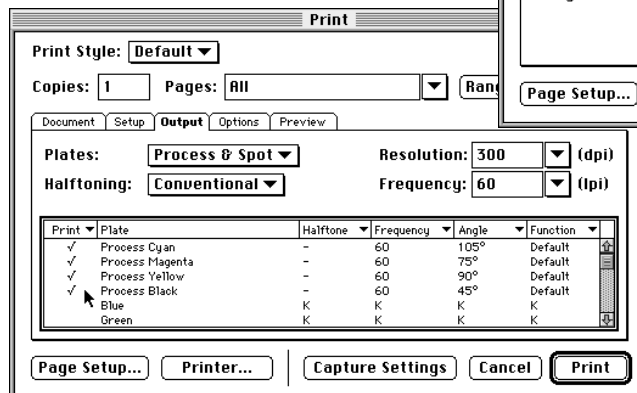 Print
Print Style: Default
Copies: 1 Pages: All
Page Setup...
Document Setup Output Options Preview
Plates: Process & Spot Resolution: 300 (dpi)
Halftoning: Conventional Frequency: 60 (lpi)
Print Plate Halftone Frequency Angle Function
✓ Process Cyan - 60 105° Default
✓ Process Magenta - 60 75° Default
✓ Process Yellow - 60 90° Default
✓ Process Black - 60 45° Default
Blue K K K K
Green K K K K
Page Setup... Printer... Capture Settings Cancel Print